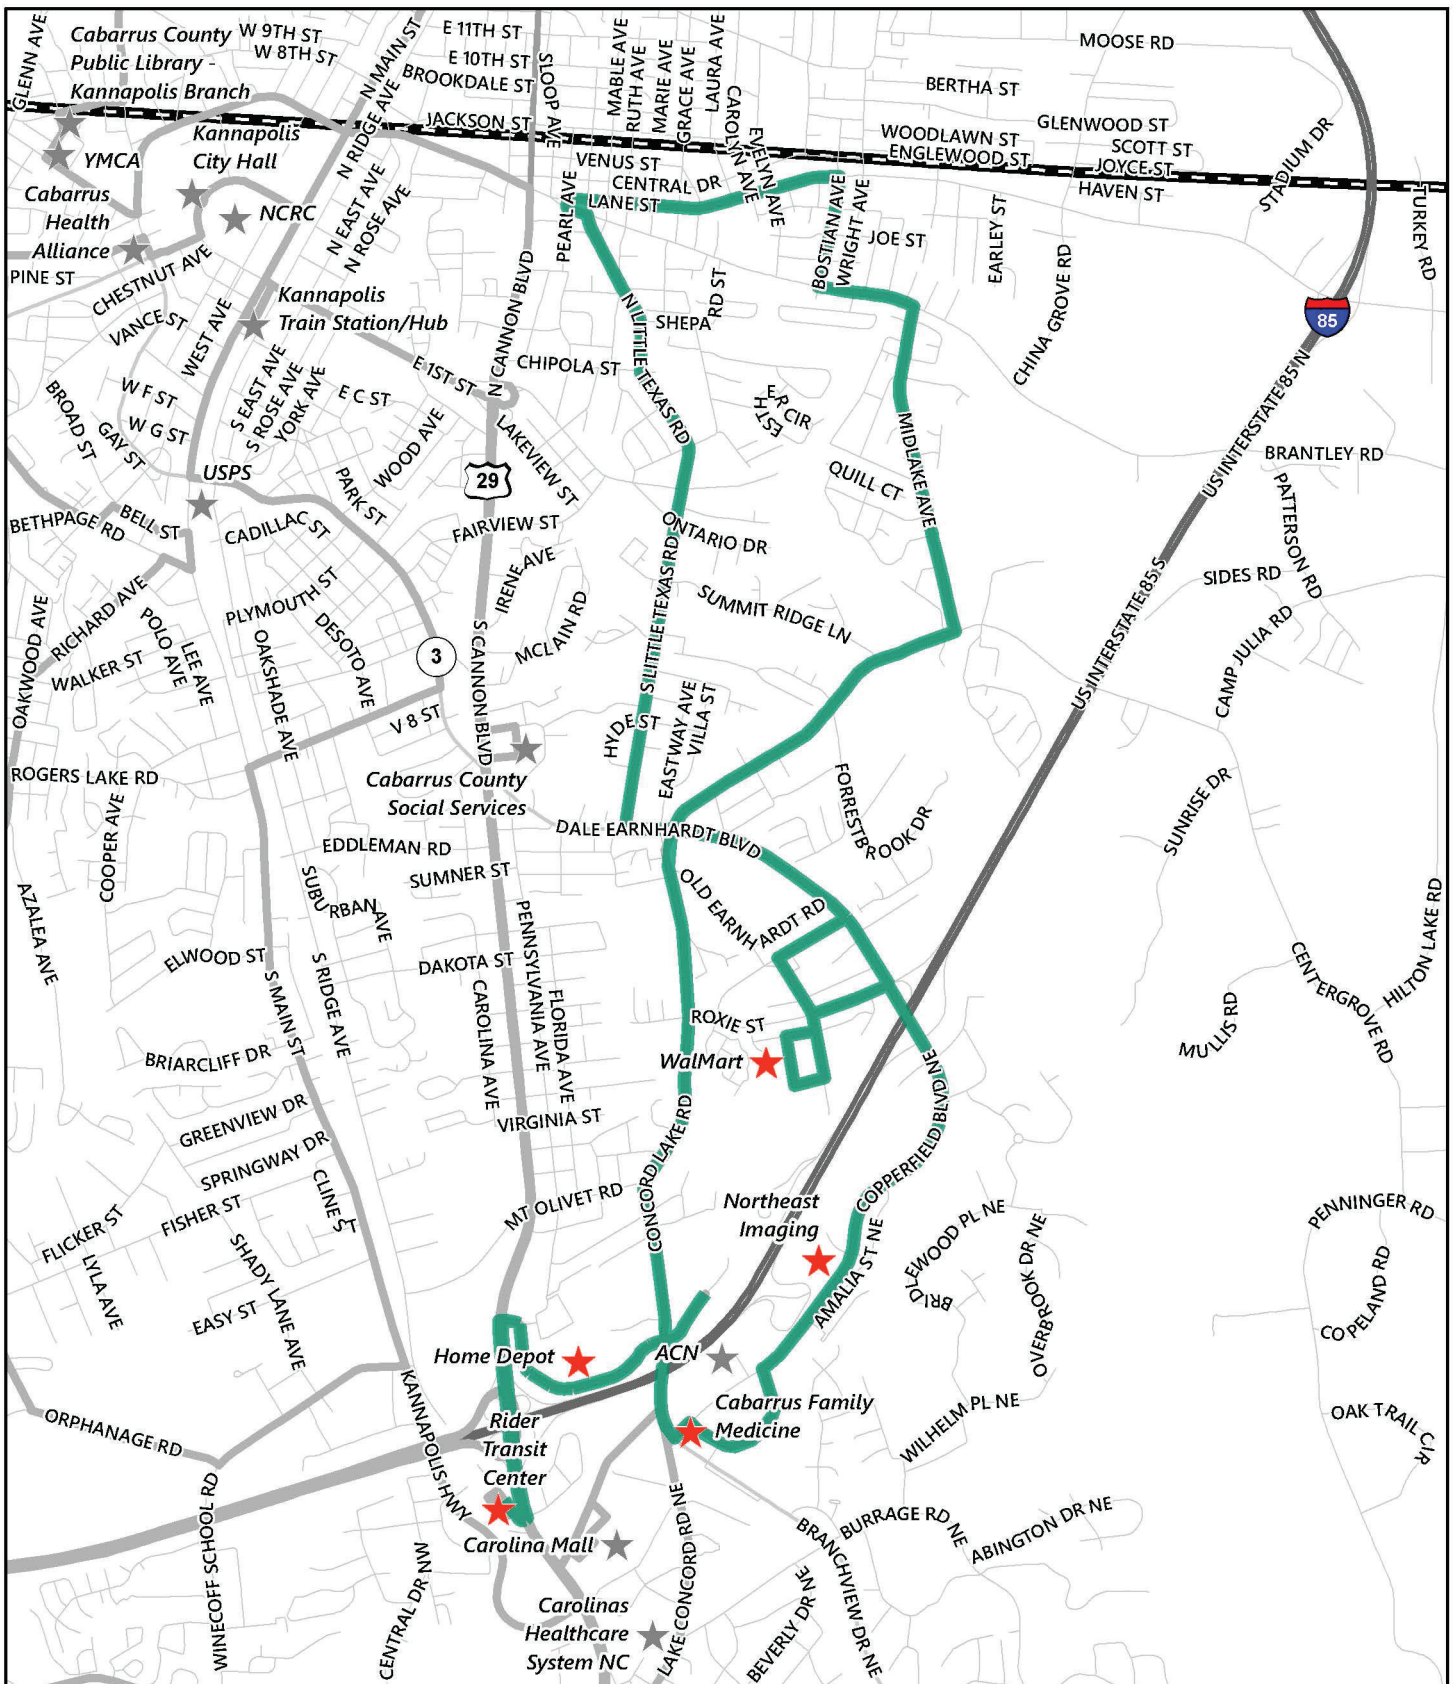 GLENN AVE
Cabarrus County
Public Library -
Kannapolis Branch
W 9TH ST
W 8TH ST
N MAIN ST
N RIDGE AVE
E 11TH ST
E 10TH ST
BROOKDALE ST
JACKSON ST
SLOOP AVE
MABLE AVE
RUTH AVE
MARIE AVE
GRACE AVE
LAURA AVE
CAROLYN AVE
EVELYN AVE
MOOSE RD
BERTHA ST
GLENWOOD ST
WOODLAWN ST
SCOTT ST
ENGLEWOOD ST
JOYCE ST
HAVEN ST
STADIUM DR
TURKEY RD
YMCA
Kannapolis
City Hall
Cabarrus
Health
Alliance
NCRC
N EAST AVE
N ROSE AVE
VENUS ST
CENTRAL DR
LANE ST
PEARL AVE
BOSTIAN AVE
WRIGHT AVE
JOE ST
EARLEY ST
CHINA GROVE RD
PINE ST
CHESTNUT AVE
VANCE ST
WEST AVE
Kannapolis
Train Station/Hub
N CANNON BLVD
N LITTLE TEXAS RD
SHEPARD ST
CHIPOLA ST
E 1ST ST
85
US INTERSTATE 85 N
W F ST
W G ST
BROAD ST
GAY ST
S EAST AVE
S ROSE AVE
YORK AVE
E C ST
WOOD AVE
PARK ST
LAKEVIEW ST
ESTHER CIR
MIDLAKE AVE
QUILL CT
BRANTLEY RD
PATTERSON RD
USPS
29
BETHPAGE RD
BELL ST
CADILLAC ST
FAIRVIEW ST
IRENE AVE
ONTARIO DR
SIDES RD
CAMP JULIA RD
US INTERSTATE 85 S
OAKWOOD AVE
RICHARD AVE
WALKER ST
POLO AVE
LEE AVE
PLYMOUTH ST
OAKSHADE AVE
DESOTO AVE
3
MCLAIN RD
S CANNON BLVD
S LITTLE TEXAS RD
SUMMIT RIDGE LN
V 8 ST
HYDE ST
EASTWAY AVE
VILLA ST
ROGERS LAKE RD
COOPER AVE
Cabarrus County
Social Services
DALE EARNHARDT BLVD
FORRESTBROOK DR
SUNRISE DR
EDDLEMAN RD
SUMNER ST
SUBURBAN AVE
OLD EARNHARDT RD
AZALEA AVE
ELWOOD ST
S MAIN ST
S RIDGE AVE
DAKOTA ST
CAROLINA AVE
PENNSYLVANIA AVE
FLORIDA AVE
HILTON LAKE RD
CENTERGROVE RD
MULLIS RD
ROXIE ST
WalMart
BRIARCLIFF DR
GREENVIEW DR
SPRINGWAY DR
FISHER ST
CLINE ST
FLICKER ST
LYLA AVE
SHADY LANE AVE
EASY ST
VIRGINIA ST
MT OLIVET RD
CONCORD LAKE RD
COPPERFIELD BLVD NE
Northeast
Imaging
AMALIA ST NE
BRIDLEWOOD PL NE
OVERBROOK DR NE
PENNINGER RD
COPELAND RD
Home Depot
ACN
Cabarrus Family
Medicine
WILHELM PL NE
OAK TRAIL CIR
Rider
Transit
Center
KANNAPOLIS HWY
ORPHANAGE RD
WINECOFF SCHOOL RD
CENTRAL DR NW
Carolina Mall
LAKE CONCORD RD NE
BURRAGE RD NE
ABINGTON DR NE
BRANCHVIEW DR NE
BEVERLY DR NE
Carolinas
Healthcare
System NC